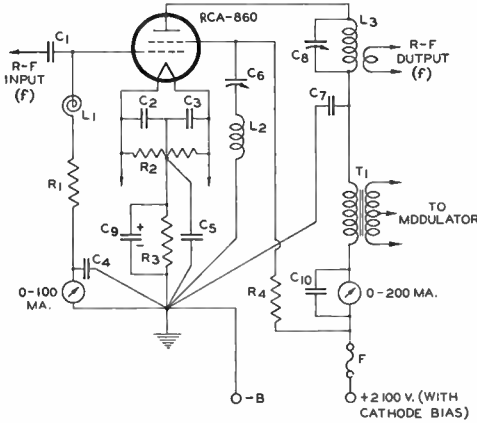 RCA-860
C1
R-F
INPUT
(f)
L1
R1
C4
0-100
MA.
C2
C3
R2
C9
+
-
R3
C5
C6
L2
R4
C7
C8
L3
R-F
OUTPUT
(f)
T1
TO
MODULATOR
C10
0-200 MA.
F
-B
+2100 V. (WITH
CATHODE BIAS)